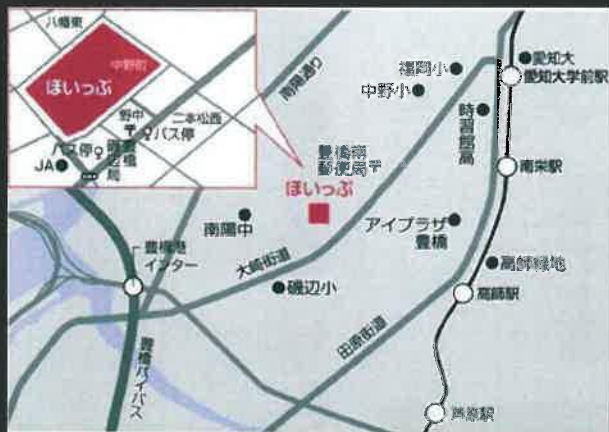 八幡東
中野町
ほいっぷ
野中
バス停
二本松西
豊橋
磯辺局
バス停
JA
南陽通り
福岡小
中野小
愛知大
愛知大学前駅
時習館高
南栄駅
豊橋南
郵便局〒
ほいっぷ
南陽中
アイプラザ
豊橋
大崎街道
磯辺小
高師緑地
高師駅
田原街道
豊橋港
インター
豊橋バイパス
芦原駅